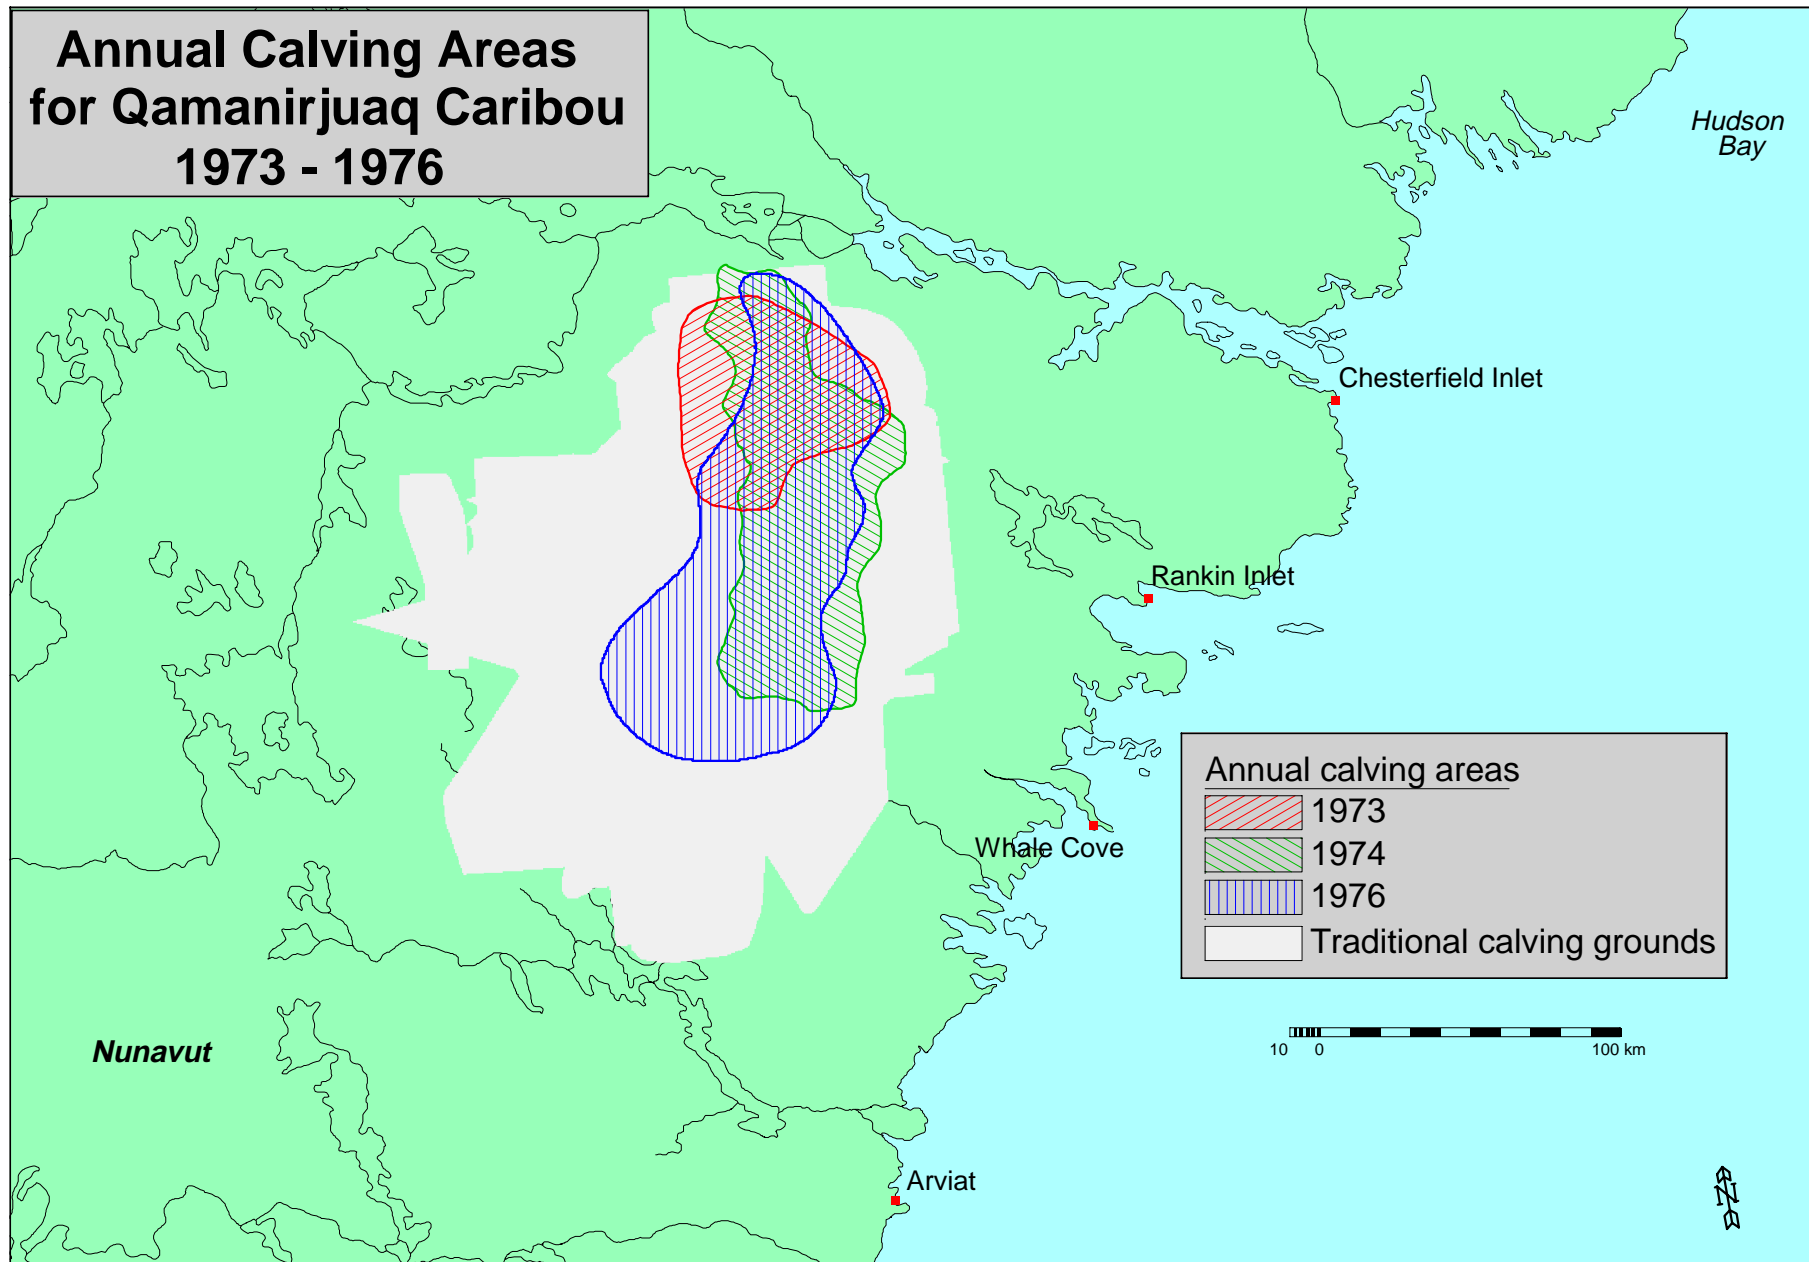 Annual Calving Areas
for Qamanirjuaq Caribou
1973 - 1976
Hudson
Bay
Chesterfield Inlet
Rankin Inlet
Whale Cove
Annual calving areas
1973
1974
1976
Traditional calving grounds
10 0 100 km
Nunavut
Arviat
N